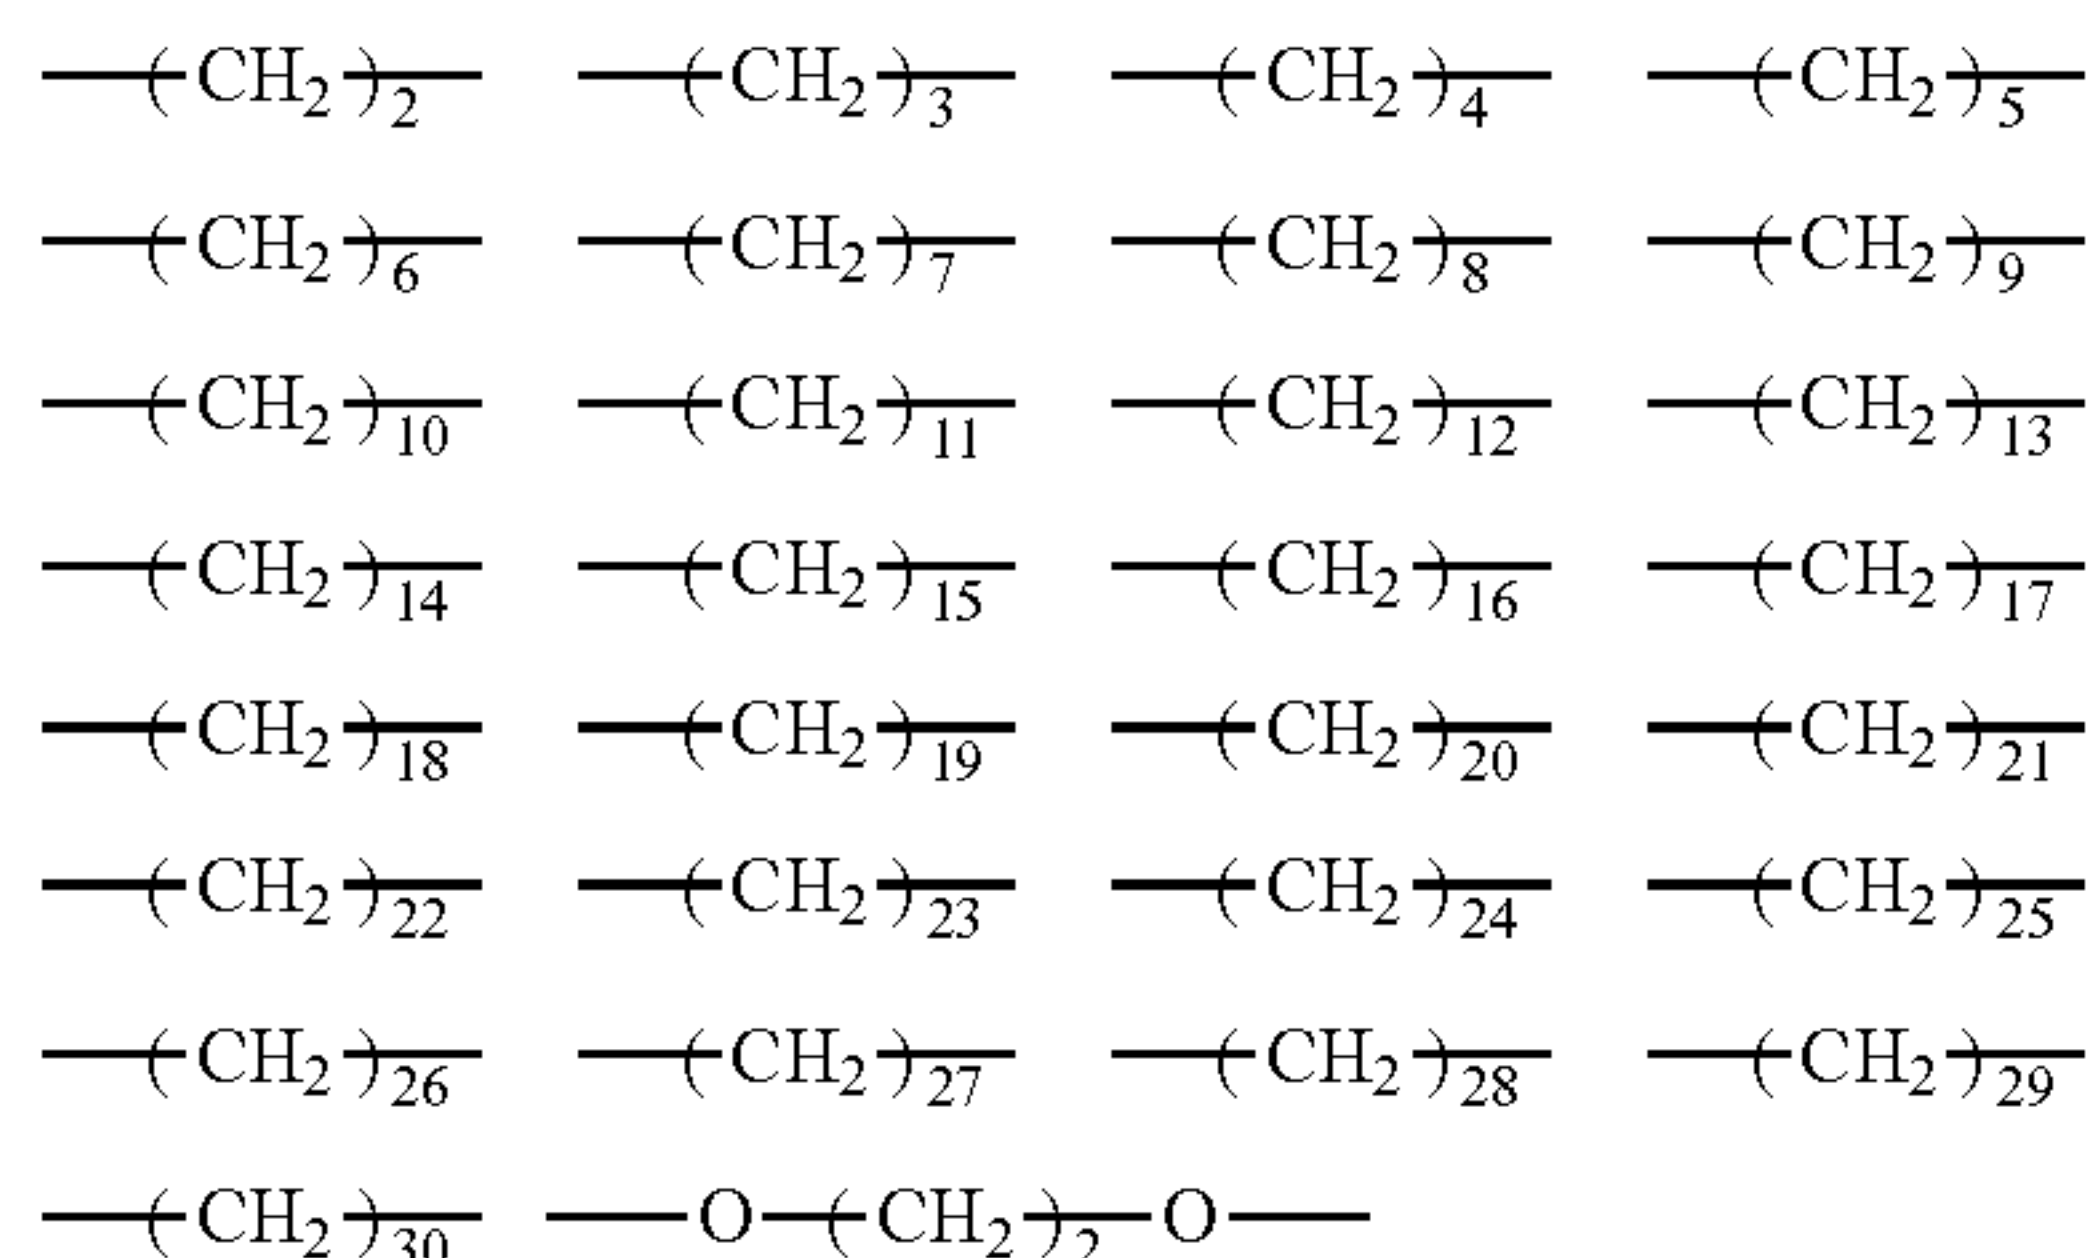 —(CH₂)₂— —(CH₂)₃— —(CH₂)₄— —(CH₂)₅—
—(CH₂)₆— —(CH₂)₇— —(CH₂)₈— —(CH₂)₉—
—(CH₂)₁₀— —(CH₂)₁₁— —(CH₂)₁₂— —(CH₂)₁₃—
—(CH₂)₁₄— —(CH₂)₁₅— —(CH₂)₁₆— —(CH₂)₁₇—
—(CH₂)₁₈— —(CH₂)₁₉— —(CH₂)₂₀— —(CH₂)₂₁—
—(CH₂)₂₂— —(CH₂)₂₃— —(CH₂)₂₄— —(CH₂)₂₅—
—(CH₂)₂₆— —(CH₂)₂₇— —(CH₂)₂₈— —(CH₂)₂₉—
—(CH₂)₃₀— —O—(CH₂)₂—O—